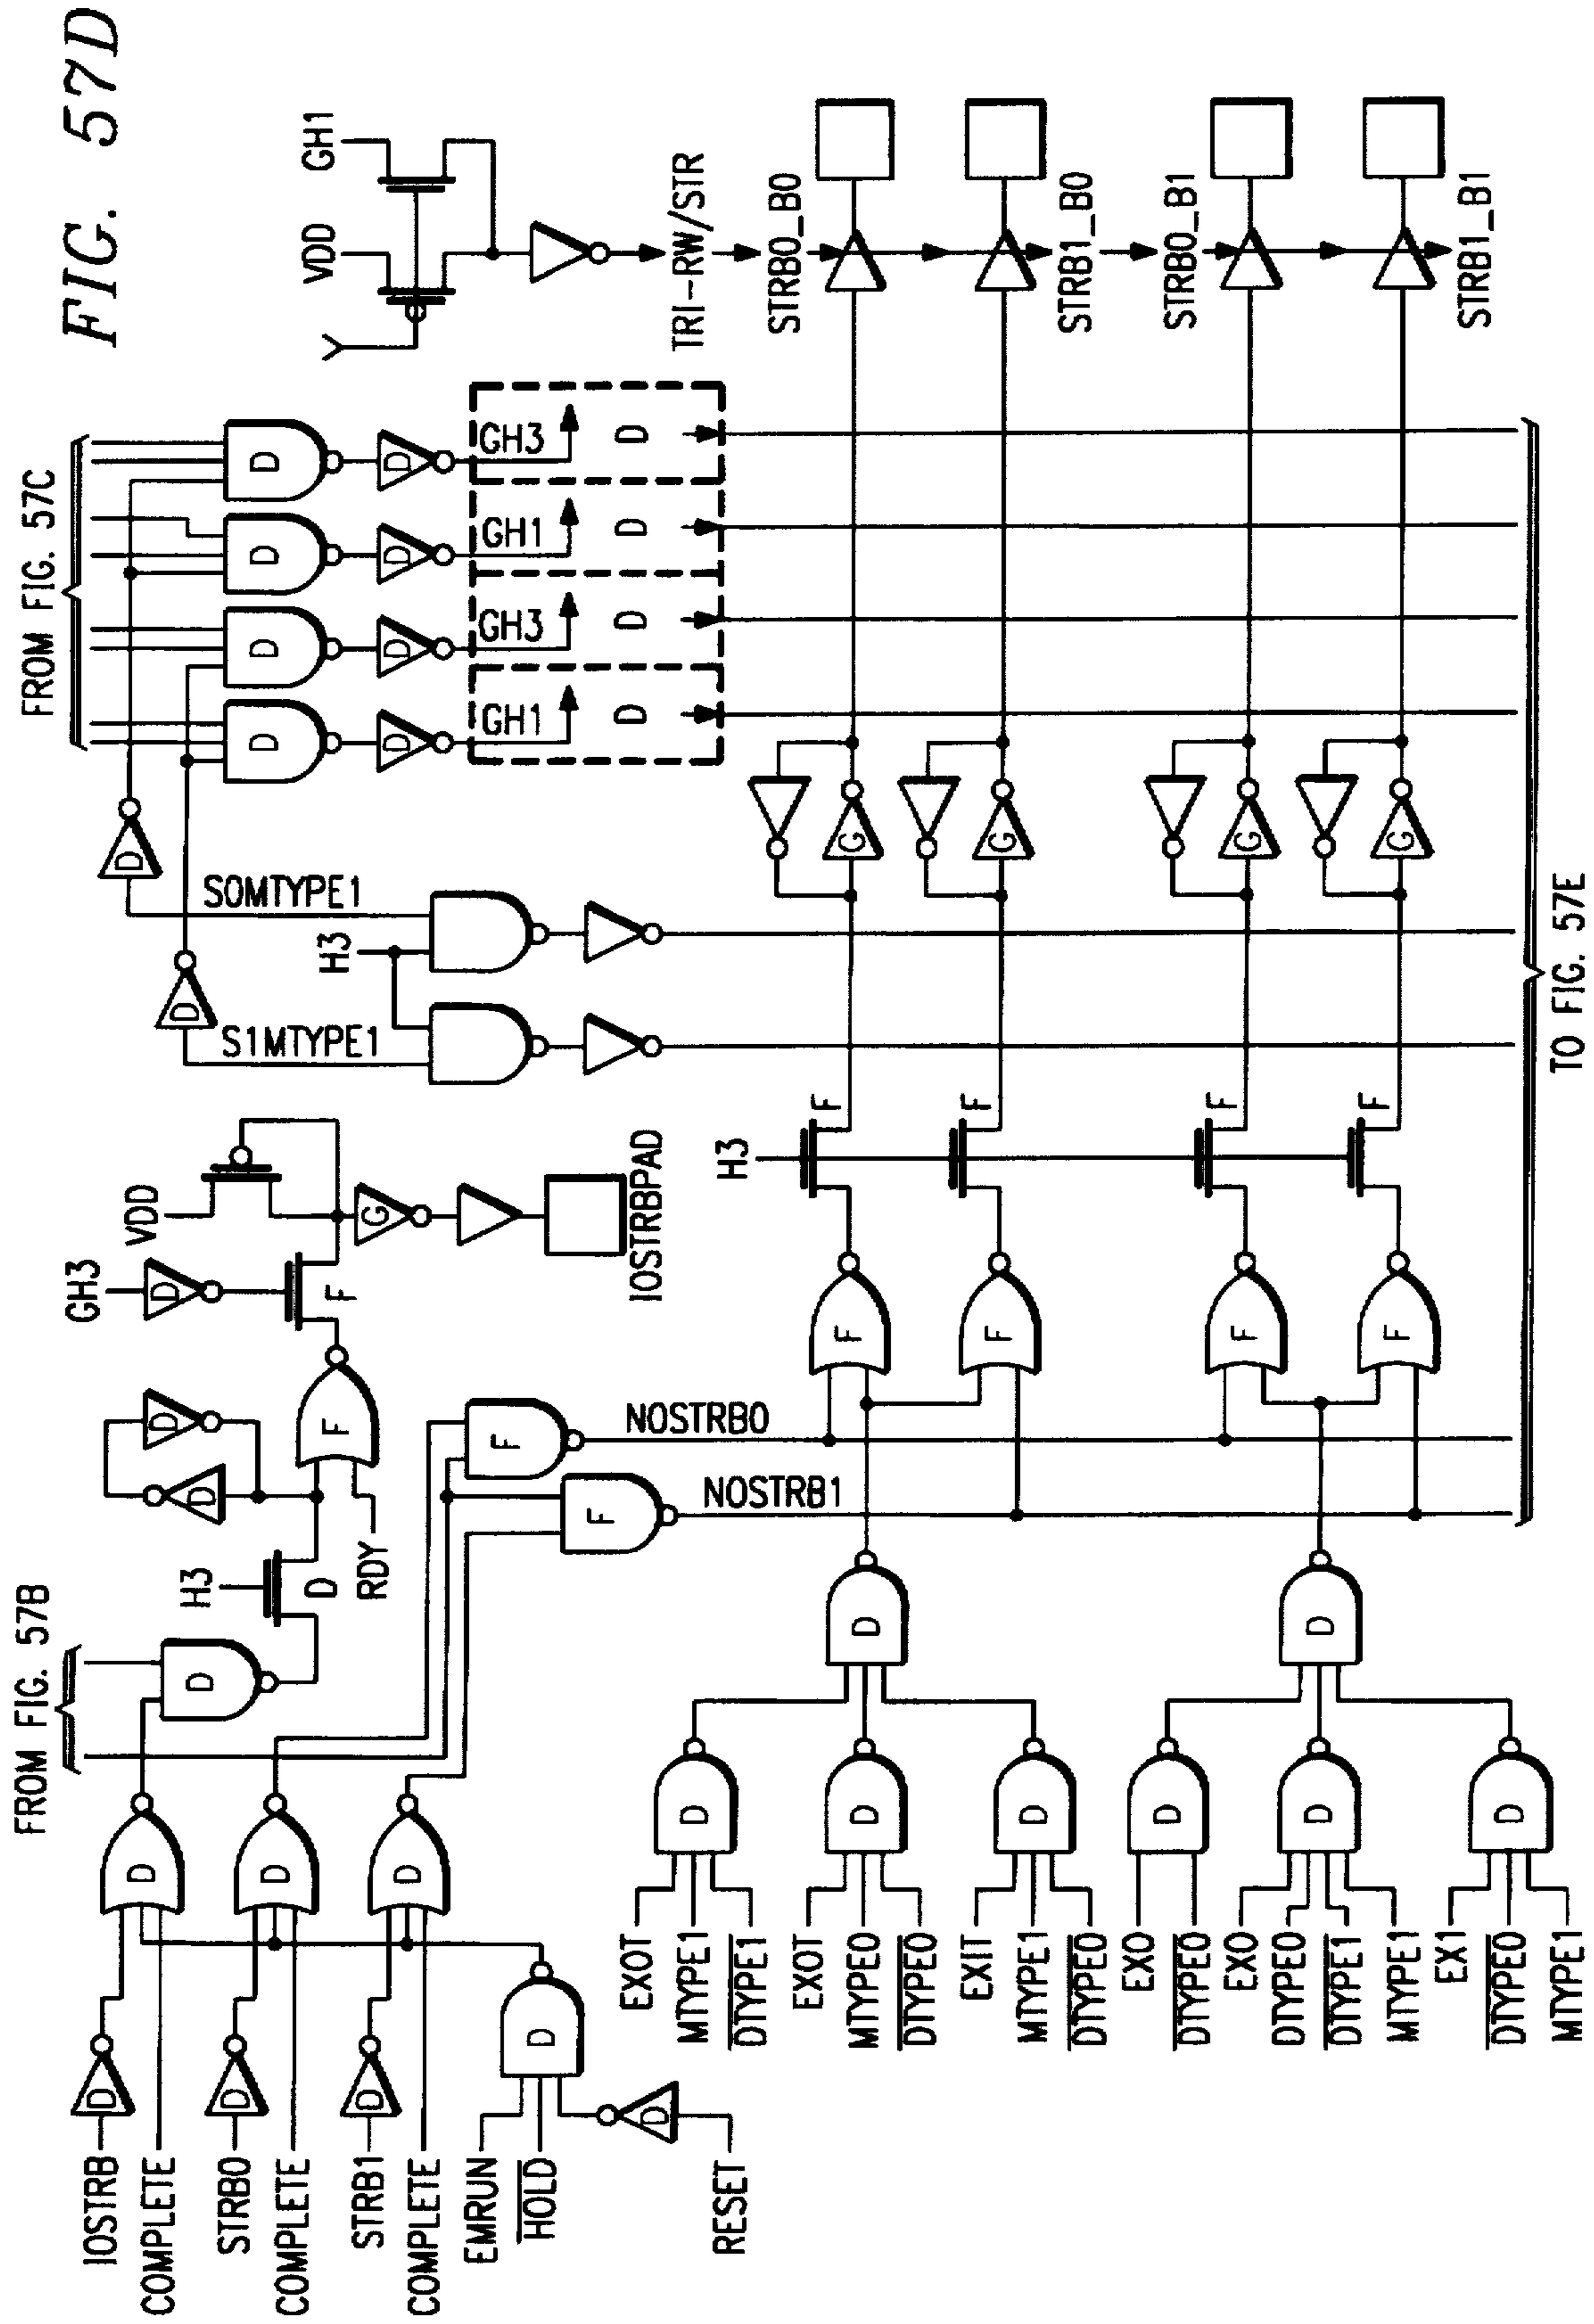 FIG. 57D
FROM FIG. 57B
FROM FIG. 57C
IOSTRB
D
COMPLETE
D
STRB0
D
COMPLETE
D
STRB1
D
COMPLETE
D
EMRUN
HOLD
D
RESET
D
D
H3
D
D
D
RDY
F
GH3
D
F
VDD
G
IOSTRBPAD
F
NOSTRB0
F
NOSTRB1
D
D
S0MTYPE1
H3
S1MTYPE1
D
D
D
D
D
D
D
D
GH1
GH3
GH1
GH3
D
D
D
D
VDD
GH1
TRI-RW/STR
EX0T
MTYPE1
DTYPE1
D
EX0T
MTYPE0
DTYPE0
D
EX1T
MTYPE1
DTYPE0
D
D
EX0
DTYPE0
D
EX0
DTYPE0
DTYPE1
MTYPE1
D
EX1
DTYPE0
MTYPE1
D
D
H3
F
F
G
STRB0_B0
F
F
G
STRB1_B0
F
F
G
STRB0_B1
F
F
G
STRB1_B1
TO FIG. 57E